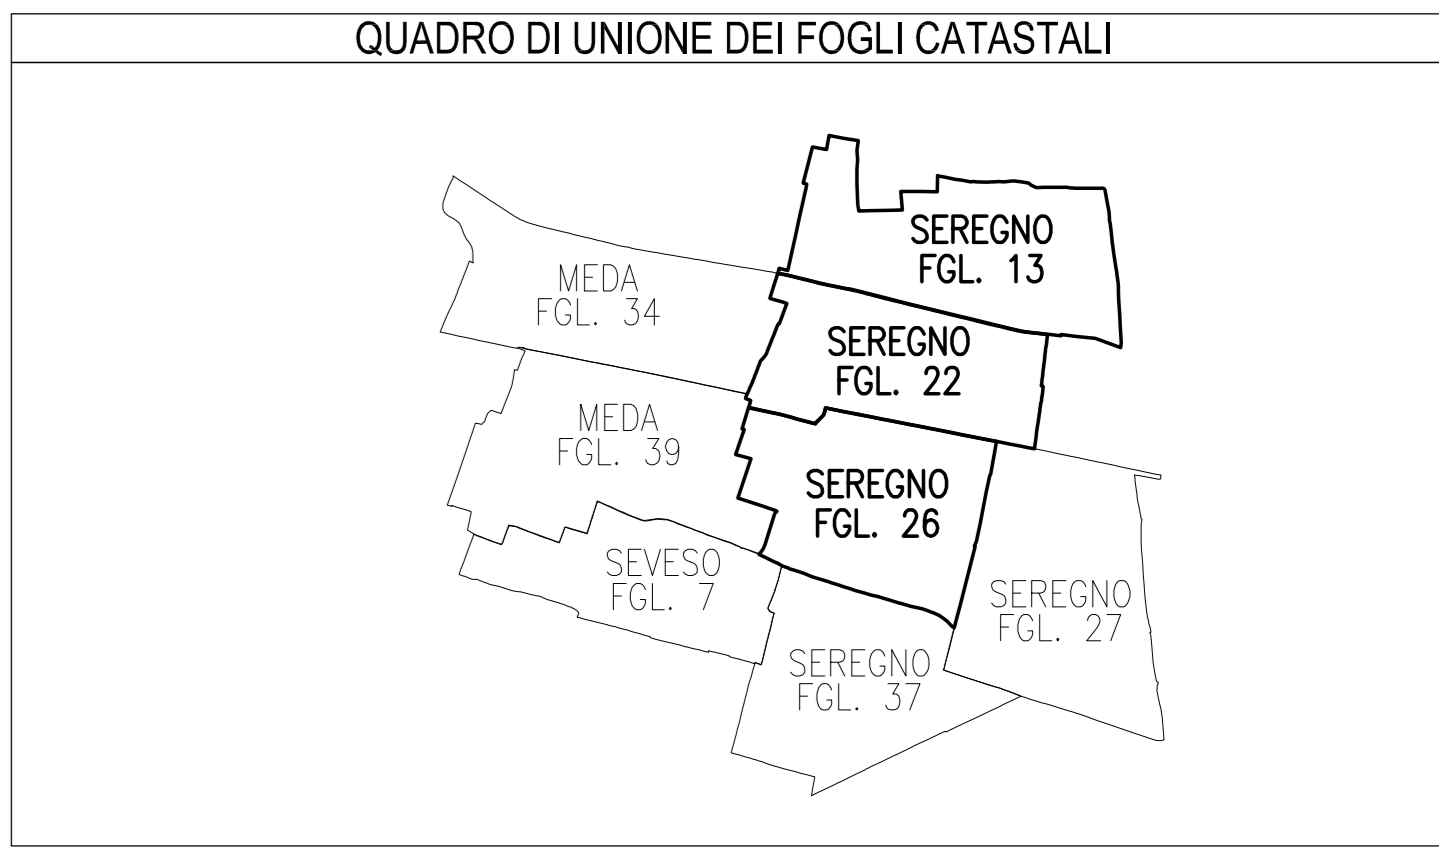 QUADRO DI UNIONE DEI FOGLI CATASTALI
SEREGNO
FGL. 13
MEDA
FGL. 34
SEREGNO
FGL. 22
MEDA
FGL. 39
SEREGNO
FGL. 26
SEVESO
FGL. 7
SEREGNO
FGL. 27
SEREGNO
FGL. 37